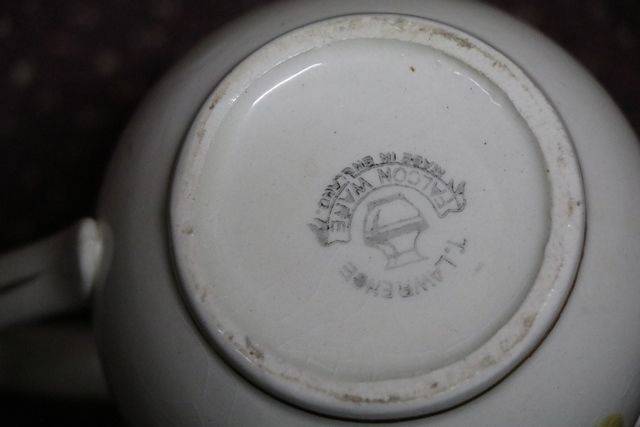 MADE IN ENGLAND
FALCON WARE
T. LAWRENCE